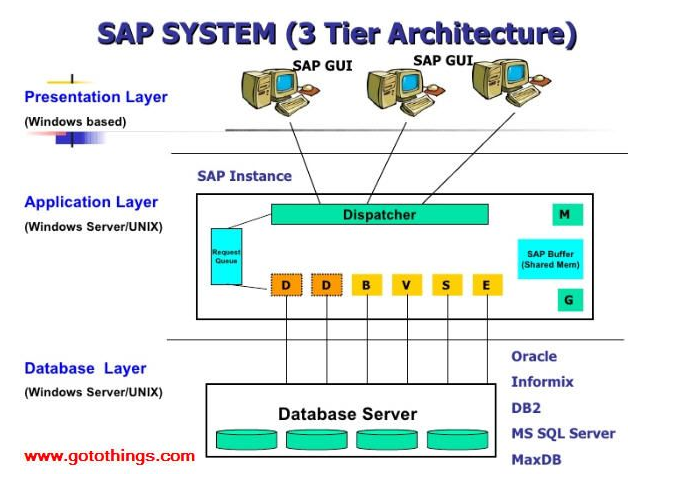 SAP SYSTEM (3 Tier Architecture)
SAP GUI
SAP GUI
Presentation Layer
(Windows based)
SAP Instance
Application Layer
(Windows Server/UNIX)
Dispatcher
M
Request
Queue
SAP Buffer
(Shared Mem)
D
D
B
V
S
E
G
Database Layer
(Windows Server/UNIX)
Database Server
Oracle
Informix
DB2
MS SQL Server
MaxDB
www.gotothings.com